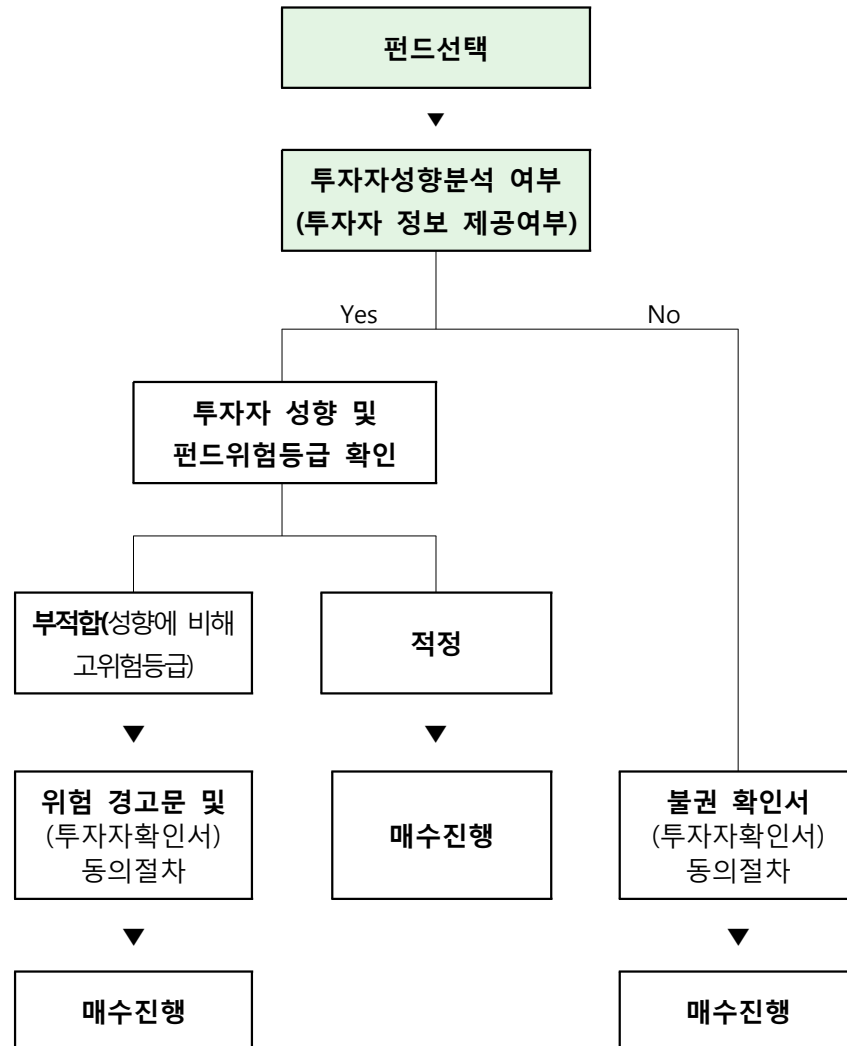 펀드선택
투자자성향분석 여부
(투자자 정보 제공여부)
Yes
No
투자자 성향 및
펀드위험등급 확인
부적합(성향에 비해
고위험등급)
적정
위험 경고문 및
(투자자확인서)
동의절차
매수진행
불권 확인서
(투자자확인서)
동의절차
매수진행
매수진행